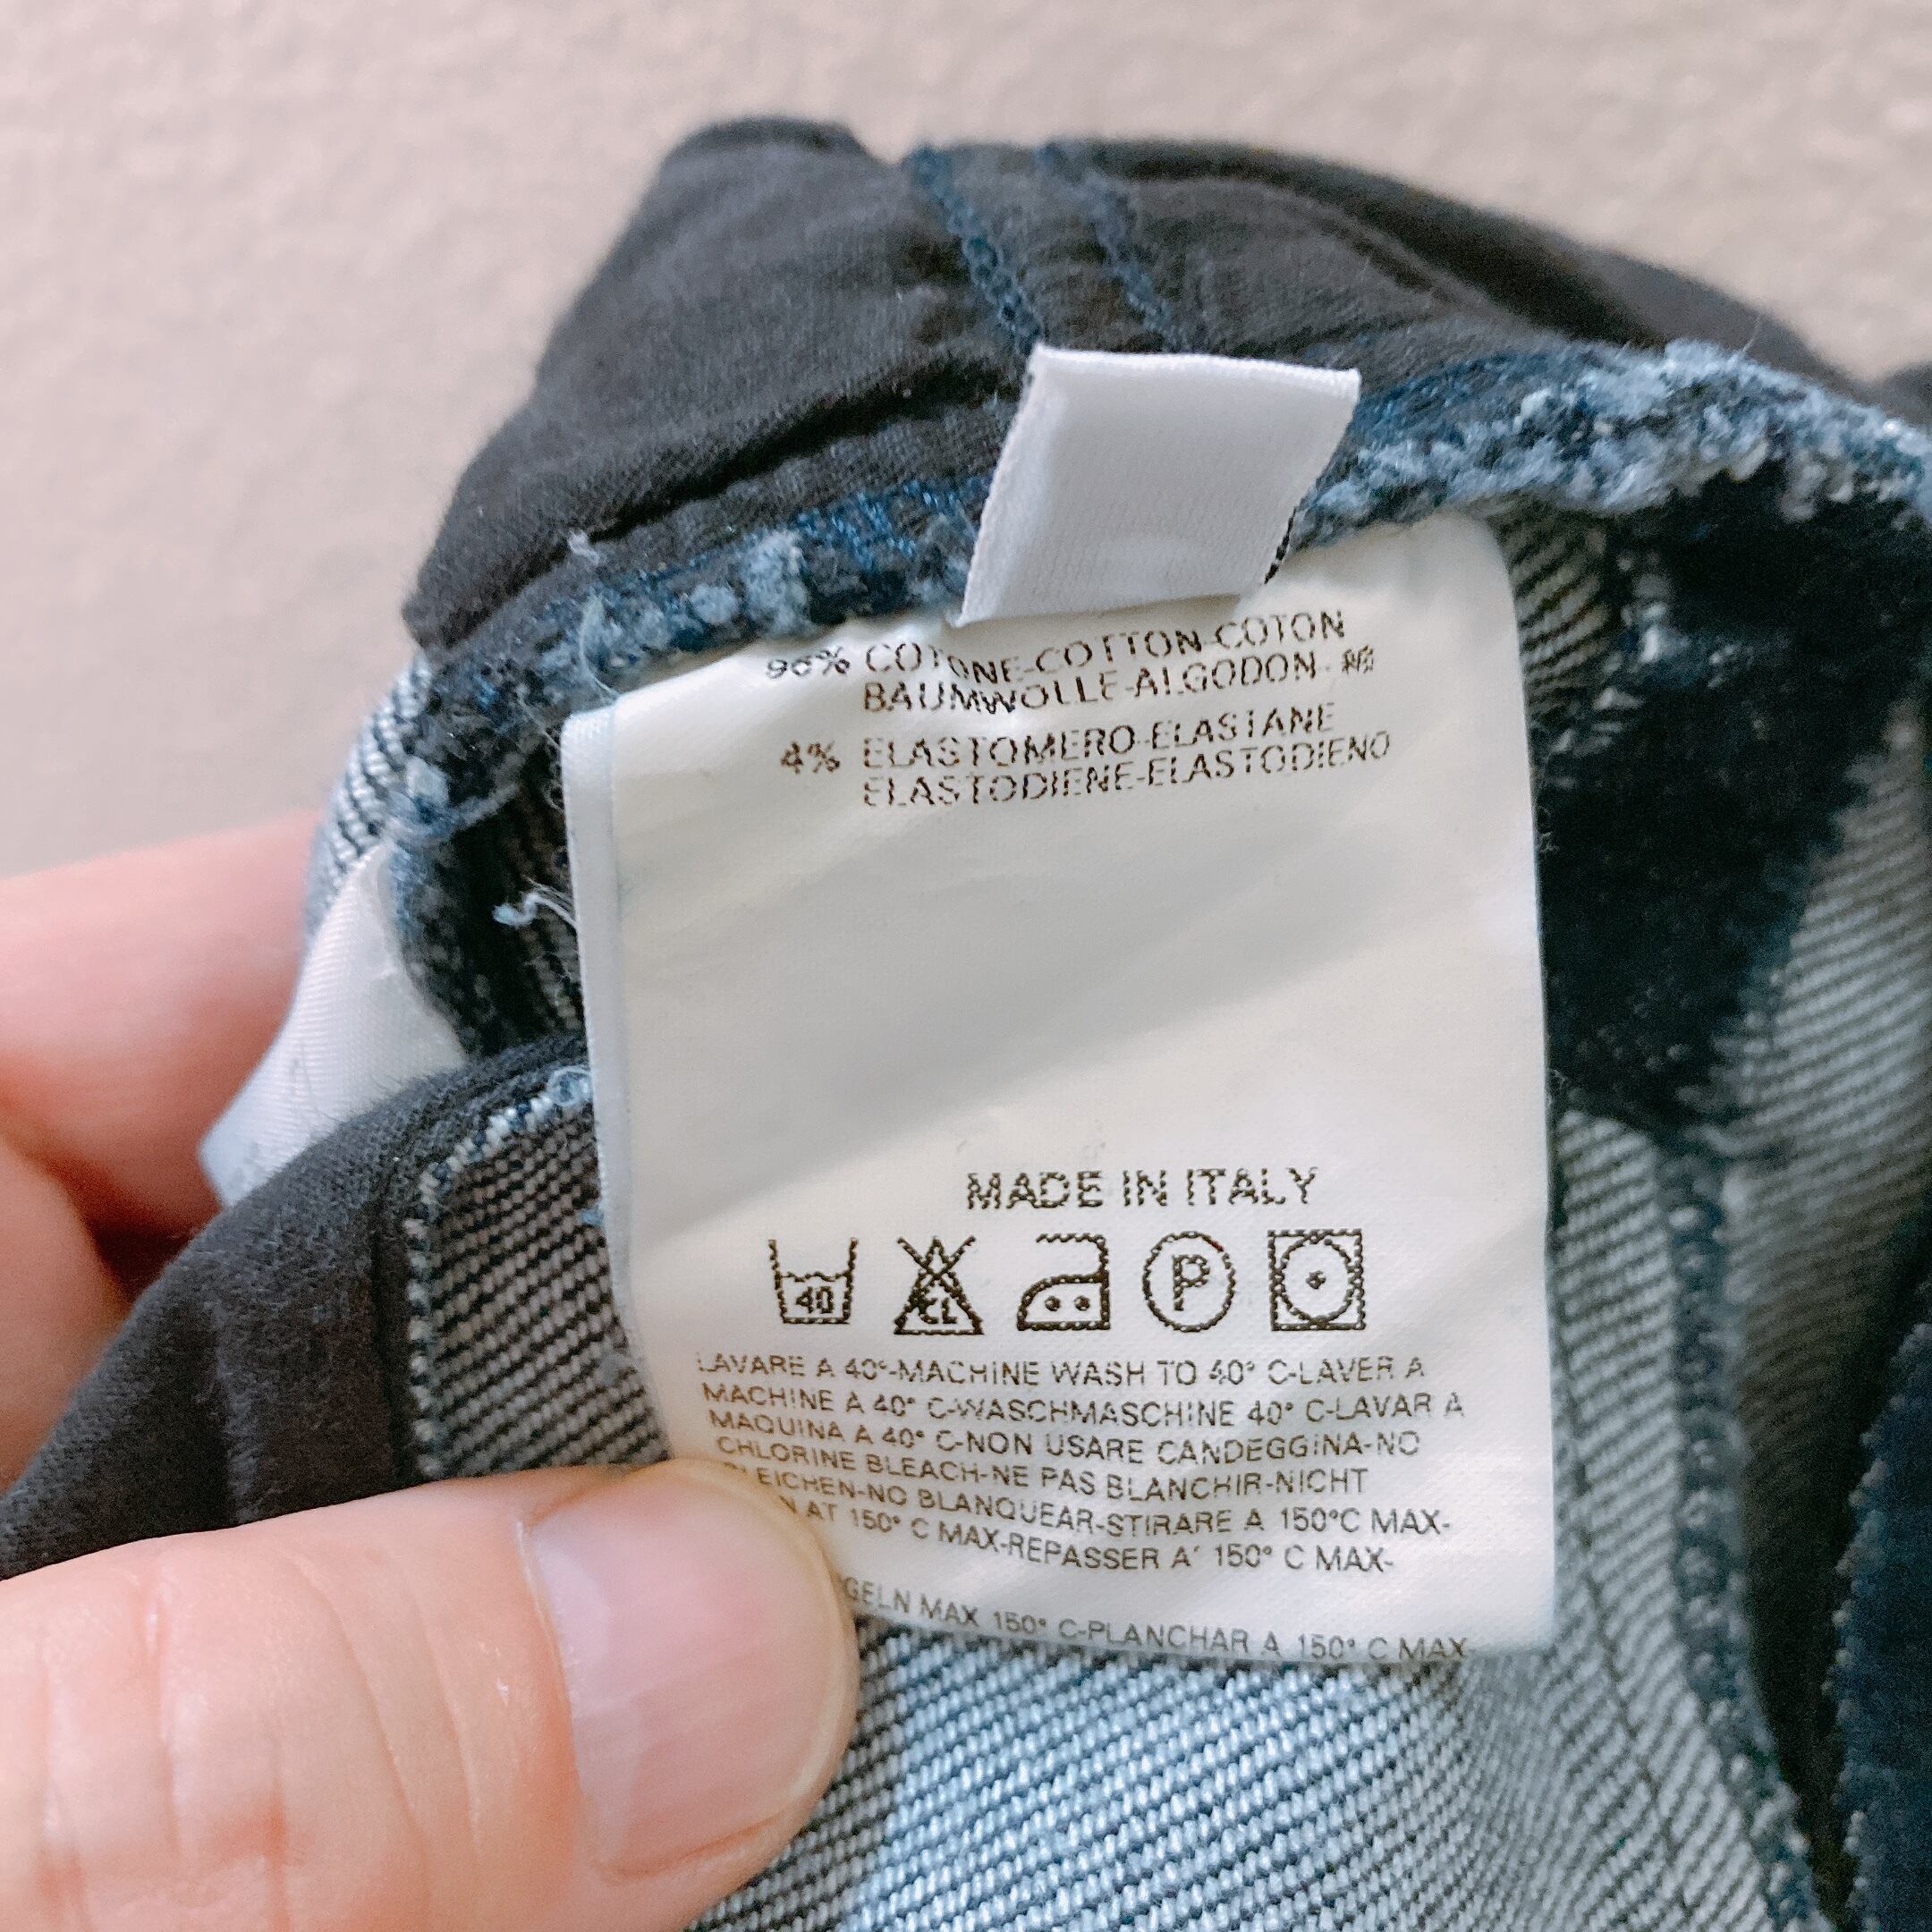 96% COTONE-COTTON-COTON
BAUMWOLLE-ALGODON-綿
4% ELASTOMERO-ELASTANE
ELASTODIENE-ELASTODIENO
MADE IN ITALY
40 CL P
LAVARE A 40°-MACHINE WASH TO 40° C-LAVER A
MACHINE A 40° C-WASCHMASCHINE 40° C-LAVAR A
MAQUINA A 40° C-NON USARE CANDEGGINA-NO
CHLORINE BLEACH-NE PAS BLANCHIR-NICHT
BLEICHEN-NO BLANQUEAR-STIRARE A 150°C MAX-
AT 150° C MAX-REPASSER A´ 150° C MAX-
GELN MAX 150° C-PLANCHAR A 150° C MAX-